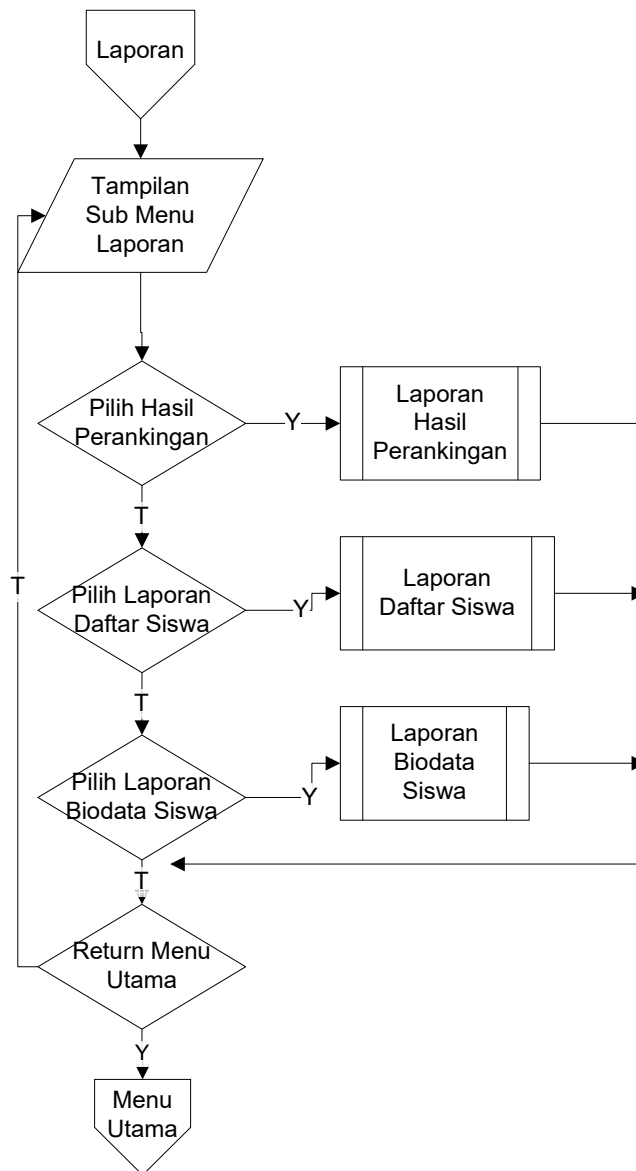 Laporan
Tampilan
Sub Menu
Laporan
Pilih Hasil
Perankingan
Y
Laporan
Hasil
Perankingan
T
Pilih Laporan
Daftar Siswa
Y
Laporan
Daftar Siswa
T
T
Pilih Laporan
Biodata Siswa
Y
Laporan
Biodata
Siswa
T
Return Menu
Utama
Y
Menu
Utama